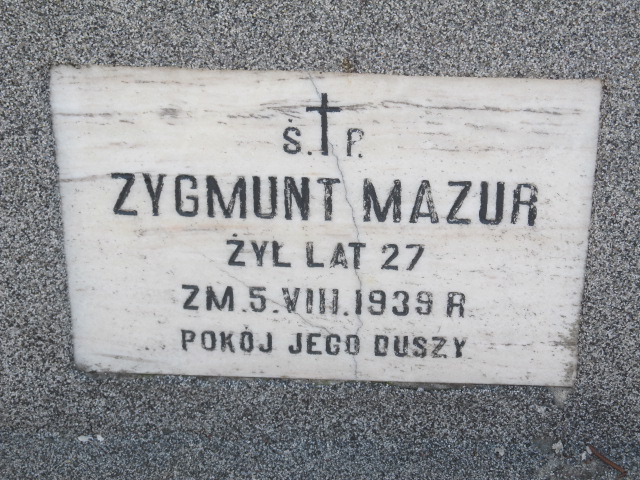 Ś. P.
ZYGMUNT MAZUR
ŻYŁ LAT 27
ZM.5.VIII.1939 R
POKÓJ JEGO DUSZY